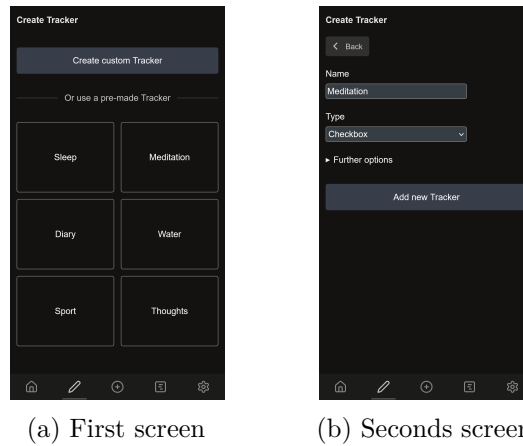 Create Tracker
Create custom Tracker
Or use a pre-made Tracker
Sleep
Meditation
Diary
Water
Sport
Thoughts
(a) First screen
Create Tracker
Back
Name
Meditation
Type
Checkbox
Further options
Add new Tracker
(b) Seconds screen